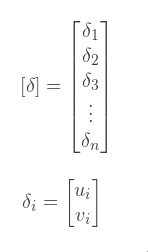 [δ] = [δ₁
δ₂
δ₃
⋮
δₙ]
δᵢ = [uᵢ
vᵢ]